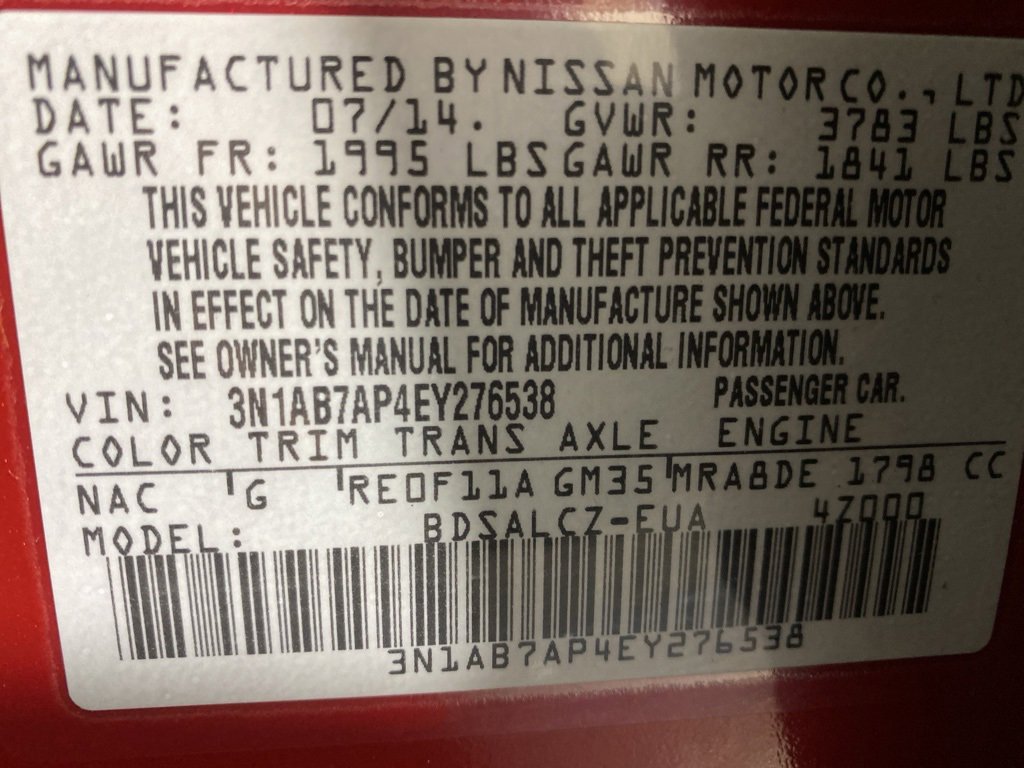 MANUFACTURED BY NISSAN MOTOR CO., LTD
DATE: 07/14. GVWR: 3783 LBS
GAWR FR: 1995 LBS GAWR RR: 1841 LBS
THIS VEHICLE CONFORMS TO ALL APPLICABLE FEDERAL MOTOR
VEHICLE SAFETY, BUMPER AND THEFT PREVENTION STANDARDS
IN EFFECT ON THE DATE OF MANUFACTURE SHOWN ABOVE.
SEE OWNER'S MANUAL FOR ADDITIONAL INFORMATION.
VIN: 3N1AB7AP4EY276538 PASSENGER CAR.
COLOR TRIM TRANS AXLE ENGINE
NAC G RE0F11A GM35 MRA8DE 1798 CC
MODEL: BDSALCZ-EUA 4Z000
3N1AB7AP4EY276538